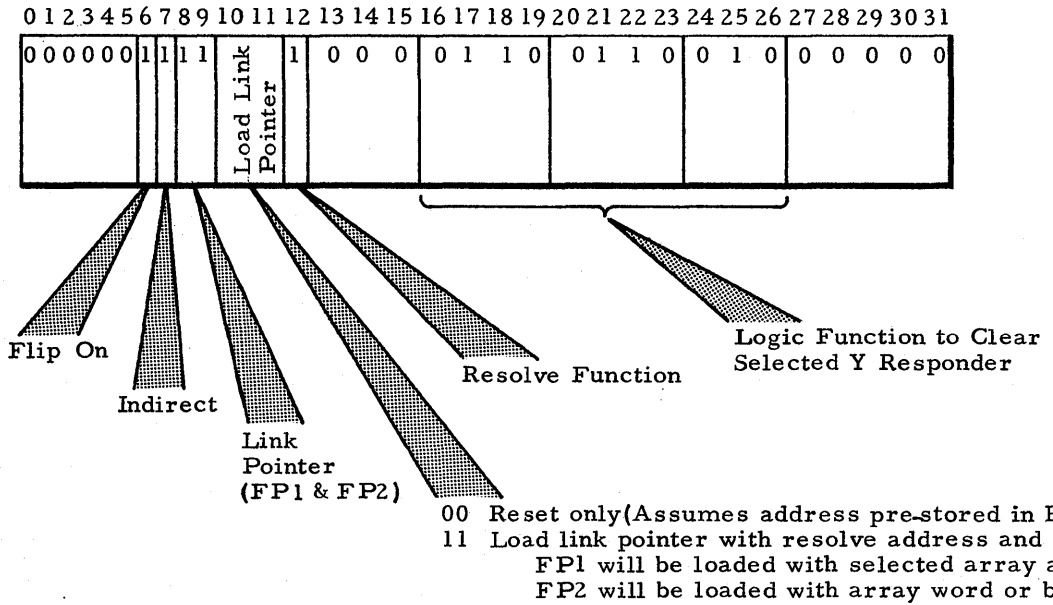 0 1 2 3 4 5 6 7 8 9 10 11 12 13 14 15 16 17 18 19 20 21 22 23 24 25 26 27 28 29 30 31
0 0 0 0 0 0 1 1 1 1 Load Link Pointer 1 0 0 0 0 1 1 0 0 1 1 0 0 1 0 0 0 0 0 0
Flip On
Indirect
Link
Pointer
(FP1 & FP2)
Resolve Function
Logic Function to Clear
Selected Y Responder
00 Reset only(Assumes address pre-stored in
11 Load link pointer with resolve address and
FP1 will be loaded with selected array
FP2 will be loaded with array word or